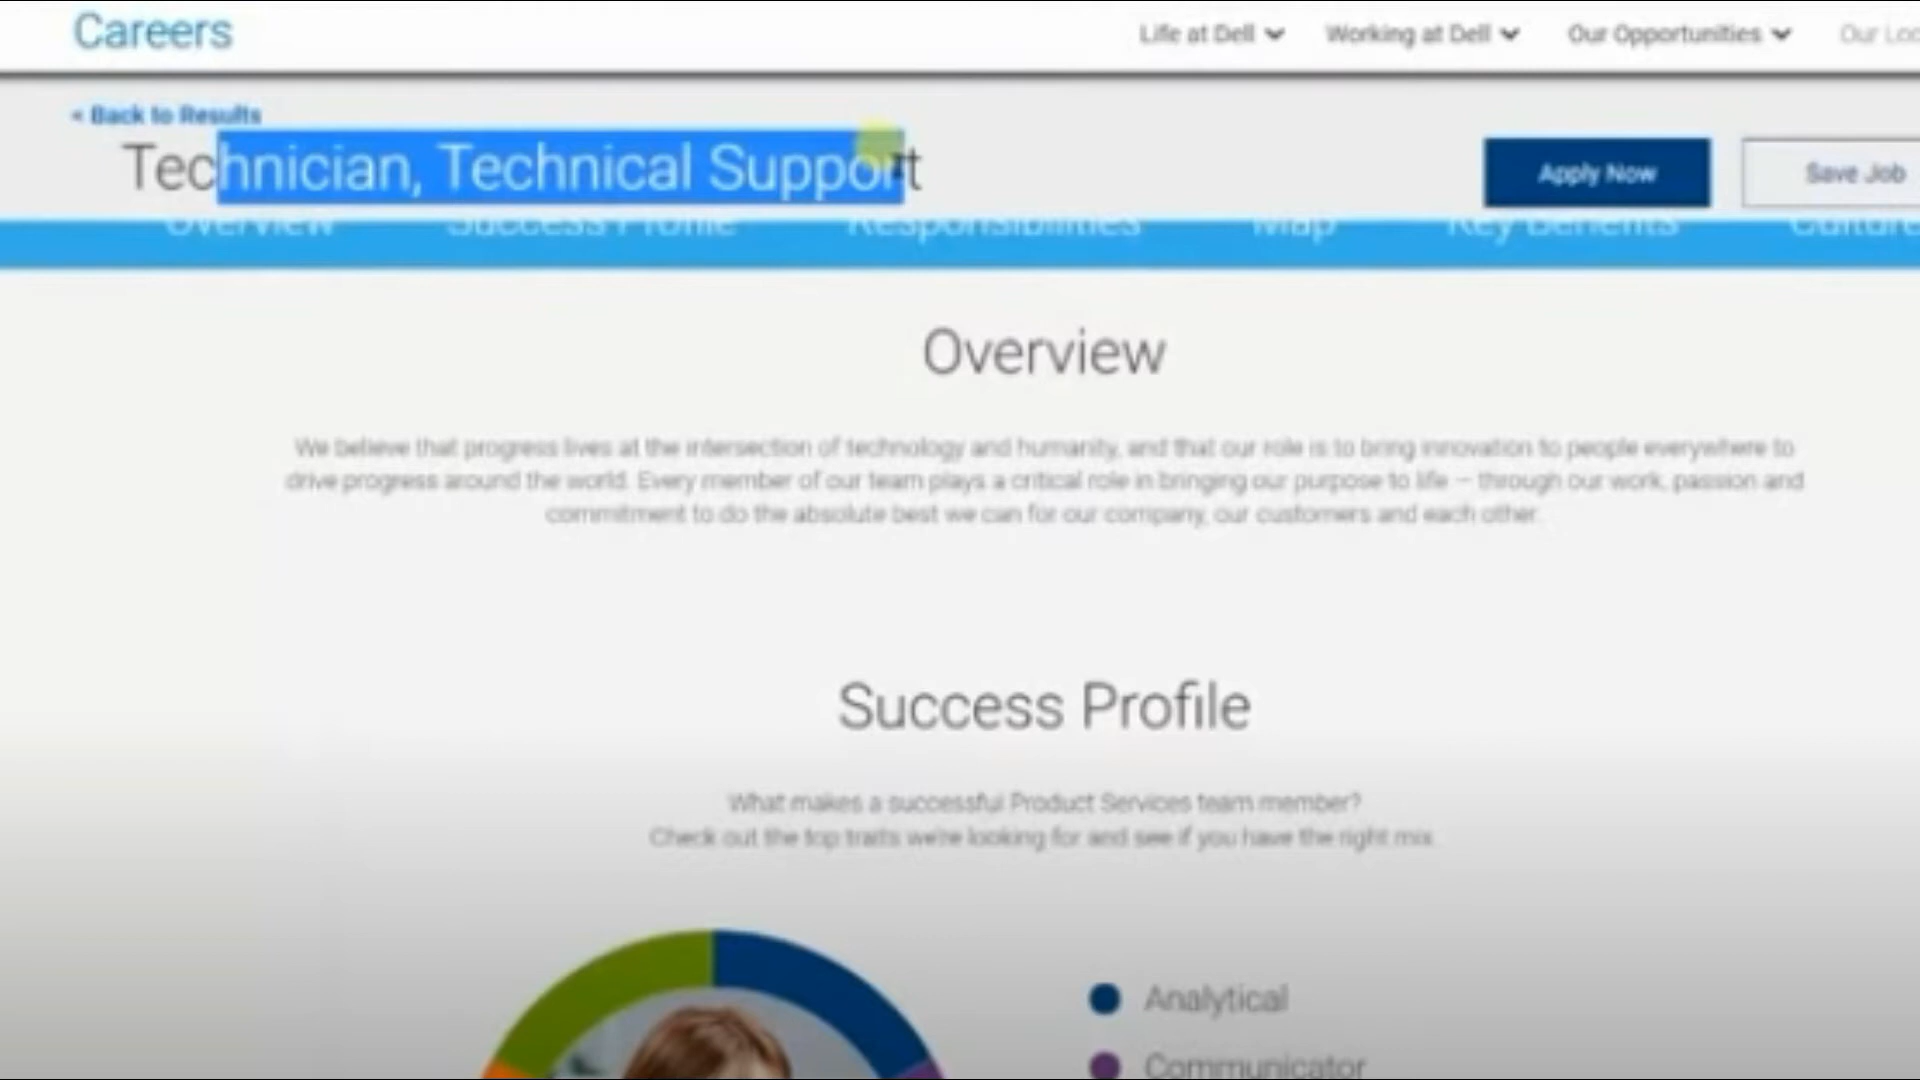 Careers
Life at Dell
Working at Dell
Our Opportunities
Our
< Back to Results
Technician, Technical Support
Apply Now
Save Job
Overview
Success Profile
Responsibilities
Map
Key Benefits
Culture
Overview
We believe that progress lives at the intersection of technology and humanity, and that our role is to bring innovation to people everywhere to
drive progress around the world. Every member of our team plays a critical role in bringing our purpose to life – through our work, passion and
commitment to do the absolute best we can for our company, our customers and each other.
Success Profile
What makes a successful Product Services team member?
Check out the top traits we're looking for and see if you have the right mix.
Analytical
Communicator